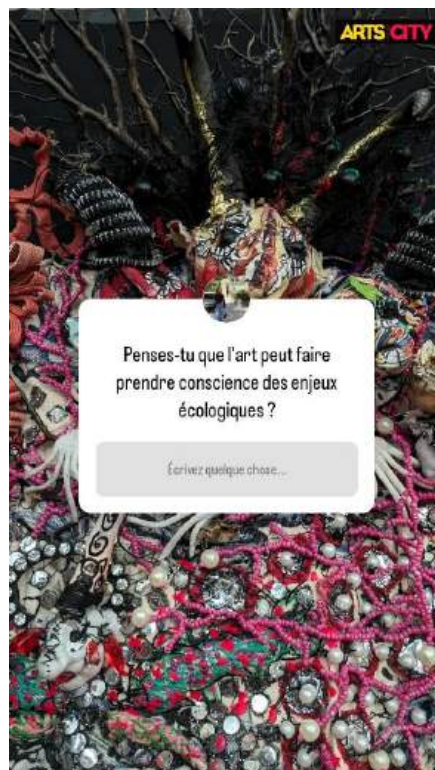 ARTS CITY
Penses-tu que l'art peut faire
prendre conscience des enjeux
écologiques ?
Écrivez quelque chose...